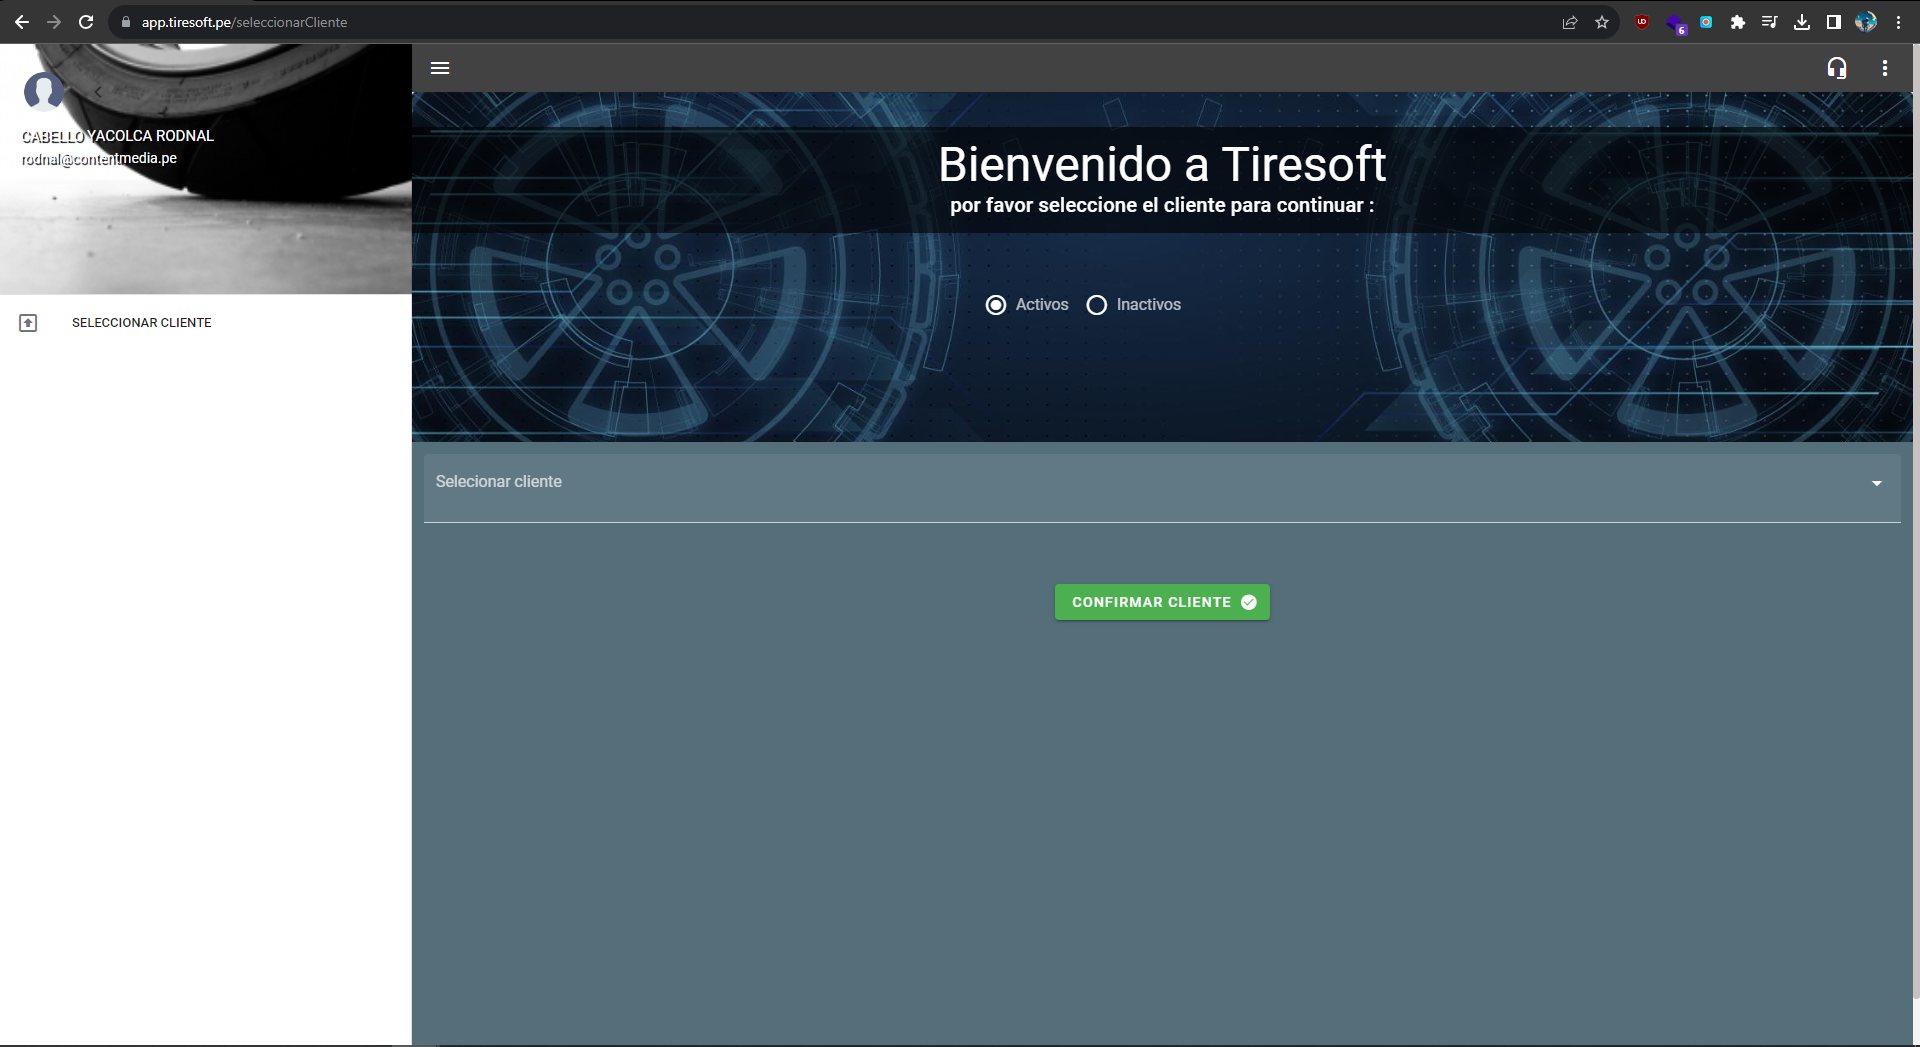 app.tiresoft.pe/seleccionarCliente
6
CABELLO YACOLCA RODNAL
rodnal@contentmedia.pe
SELECCIONAR CLIENTE
Bienvenido a Tiresoft
por favor seleccione el cliente para continuar :
Activos Inactivos
Selecionar cliente
CONFIRMAR CLIENTE